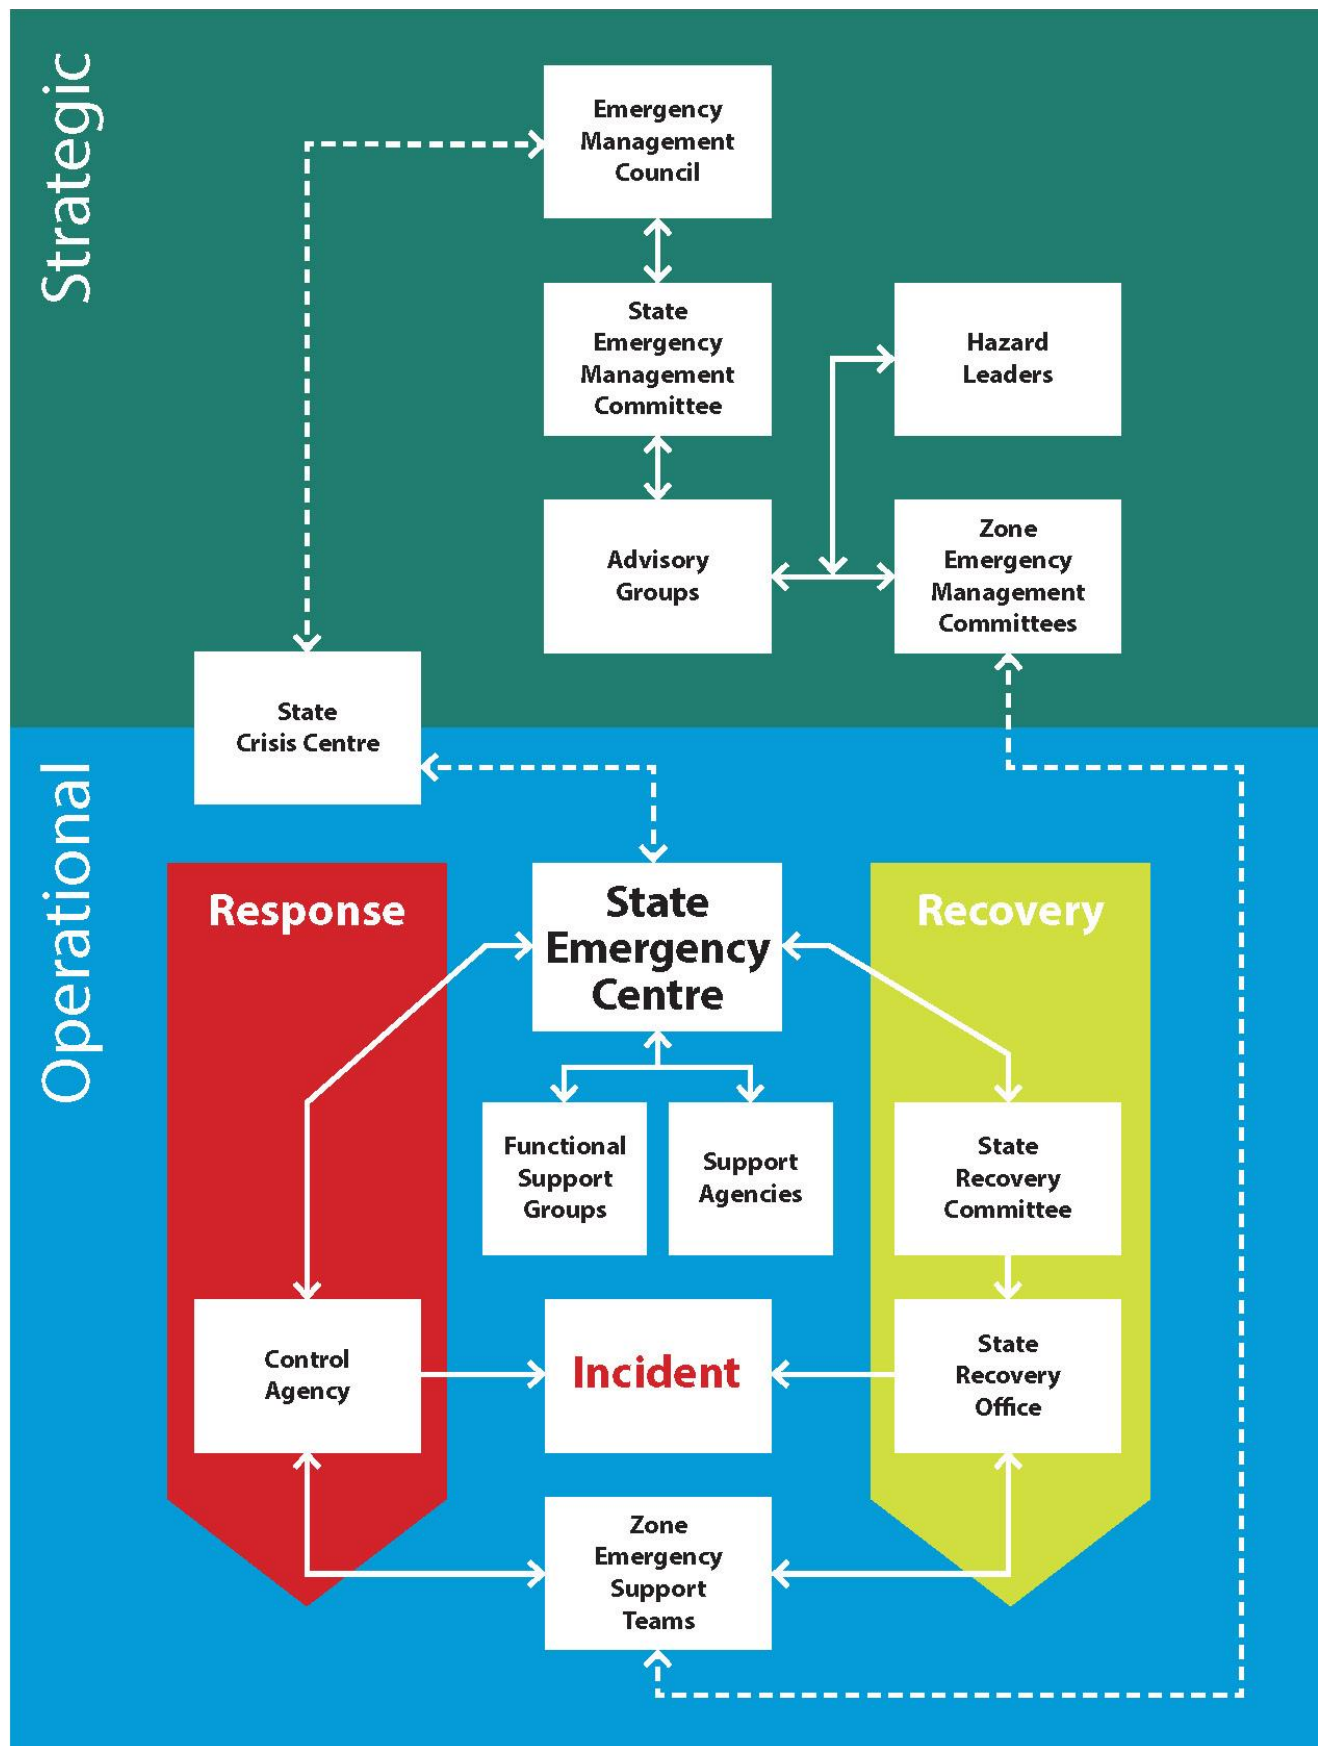 Strategic
Emergency
Management
Council
State
Emergency
Management
Committee
Hazard
Leaders
Advisory
Groups
Zone
Emergency
Management
Committees
State
Crisis Centre
Operational
Response
State
Emergency
Centre
Recovery
Functional
Support
Groups
Support
Agencies
State
Recovery
Committee
Control
Agency
Incident
State
Recovery
Office
Zone
Emergency
Support
Teams